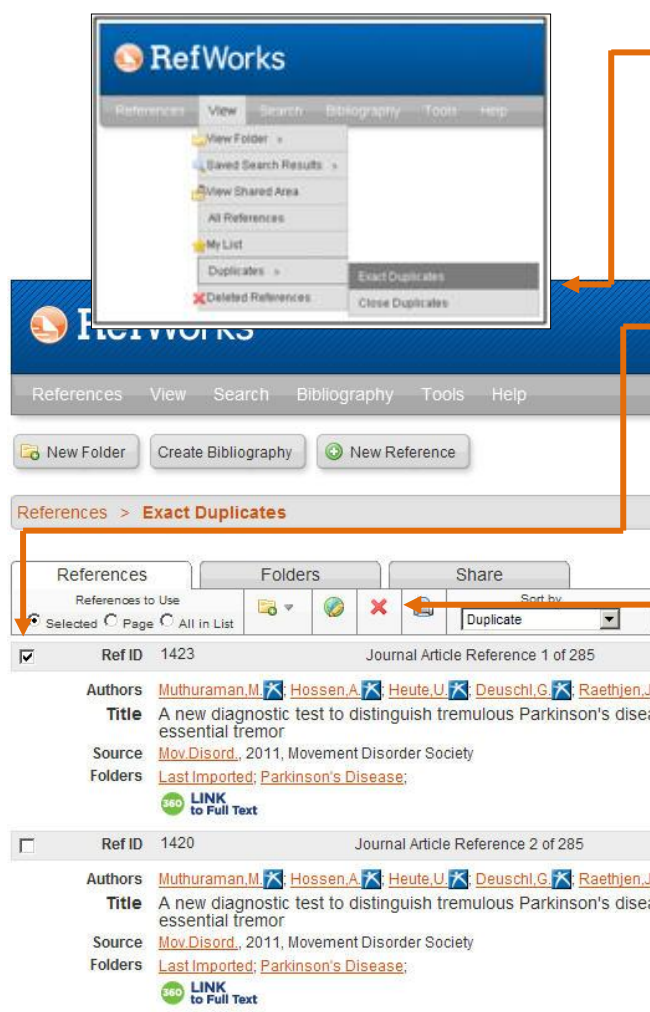 RefWorks
References View Search Bibliography Tools Help
View Folder »
Saved Search Results »
View Shared Area
All References
My List
Duplicates »
Exact Duplicates
Deleted References
Close Duplicates
RefWorks
References View Search Bibliography Tools Help
New Folder Create Bibliography New Reference
References > Exact Duplicates
References Folders Share
References to Use
Selected Page All in List
Sort by
Duplicate
Ref ID 1423 Journal Article Reference 1 of 285
Authors Muthuraman,M. ; Hossen,A. ; Heute,U. ; Deuschl,G. ; Raethjen,J
Title A new diagnostic test to distinguish tremulous Parkinson's disea
essential tremor
Source Mov.Disord., 2011, Movement Disorder Society
Folders Last Imported; Parkinson's Disease;
360 LINK
to Full Text
Ref ID 1420 Journal Article Reference 2 of 285
Authors Muthuraman,M. ; Hossen,A. ; Heute,U. ; Deuschl,G. ; Raethjen,J
Title A new diagnostic test to distinguish tremulous Parkinson's disea
essential tremor
Source Mov.Disord., 2011, Movement Disorder Society
Folders Last Imported; Parkinson's Disease;
360 LINK
to Full Text